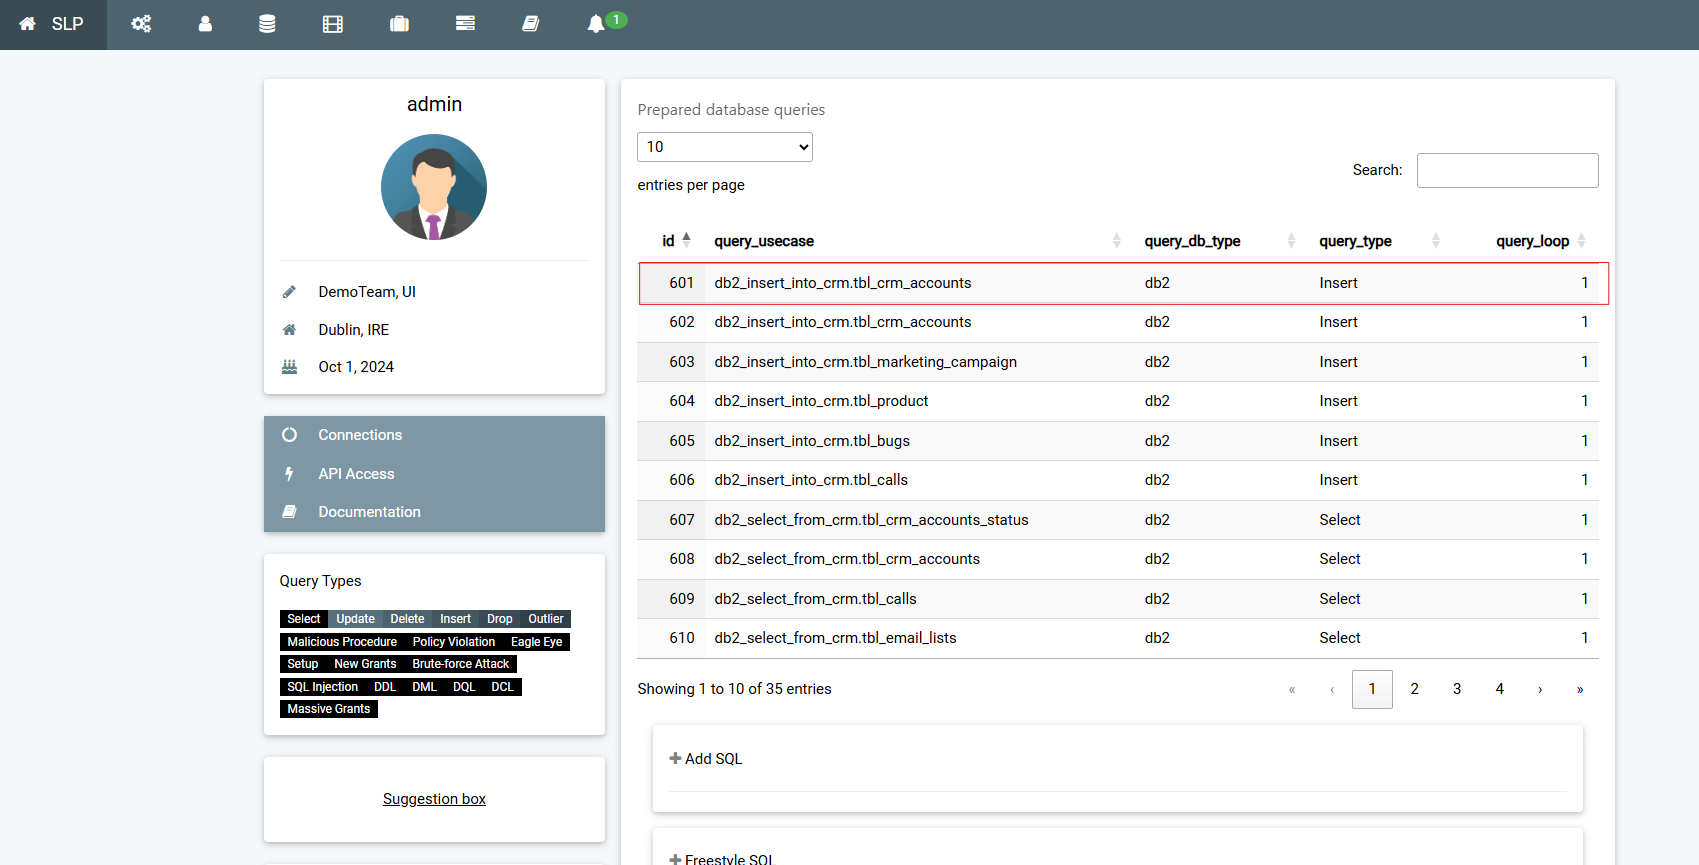 SLP
1
admin
DemoTeam, UI
Dublin, IRE
Oct 1, 2024
Connections
API Access
Documentation
Query Types
Select Update Delete Insert Drop Outlier
Malicious Procedure Policy Violation Eagle Eye
Setup New Grants Brute-force Attack
SQL Injection DDL DML DQL DCL
Massive Grants
Suggestion box
Prepared database queries
10
entries per page
Search:
id query_usecase query_db_type query_type query_loop
601 db2_insert_into_crm.tbl_crm_accounts db2 Insert 1
602 db2_insert_into_crm.tbl_crm_accounts db2 Insert 1
603 db2_insert_into_crm.tbl_marketing_campaign db2 Insert 1
604 db2_insert_into_crm.tbl_product db2 Insert 1
605 db2_insert_into_crm.tbl_bugs db2 Insert 1
606 db2_insert_into_crm.tbl_calls db2 Insert 1
607 db2_select_from_crm.tbl_crm_accounts_status db2 Select 1
608 db2_select_from_crm.tbl_crm_accounts db2 Select 1
609 db2_select_from_crm.tbl_calls db2 Select 1
610 db2_select_from_crm.tbl_email_lists db2 Select 1
Showing 1 to 10 of 35 entries
« ‹ 1 2 3 4 › »
Add SQL
Freestyle SQL